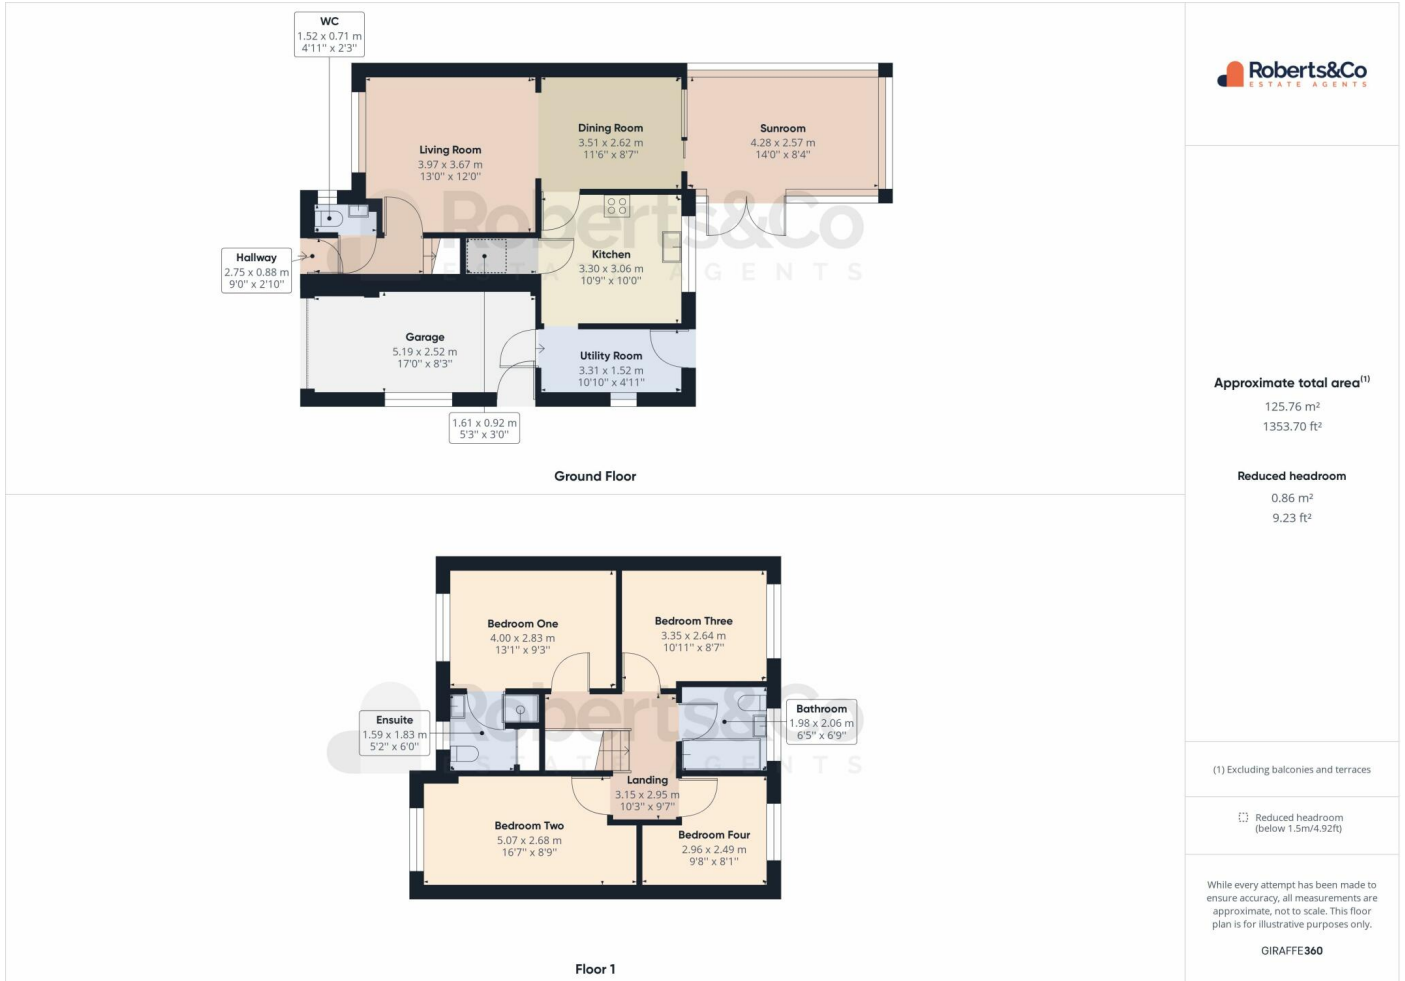 WC
1.52 x 0.71 m
4'11" x 2'3"
Living Room
3.97 x 3.67 m
13'0" x 12'0"
Dining Room
3.51 x 2.62 m
11'6" x 8'7"
Sunroom
4.28 x 2.57 m
14'0" x 8'4"
Hallway
2.75 x 0.88 m
9'0" x 2'10"
Kitchen
3.30 x 3.06 m
10'9" x 10'0"
Garage
5.19 x 2.52 m
17'0" x 8'3"
Utility Room
3.31 x 1.52 m
10'10" x 4'11"
1.61 x 0.92 m
5'3" x 3'0"
Roberts&Co
ESTATE AGENTS
Ground Floor
Bedroom One
4.00 x 2.83 m
13'1" x 9'3"
Bedroom Three
3.35 x 2.64 m
10'11" x 8'7"
Ensuite
1.59 x 1.83 m
5'2" x 6'0"
Bathroom
1.98 x 2.06 m
6'5" x 6'9"
Landing
3.15 x 2.95 m
10'3" x 9'7"
Bedroom Two
5.07 x 2.68 m
16'7" x 8'9"
Bedroom Four
2.96 x 2.49 m
9'8" x 8'1"
Roberts&Co
ESTATE AGENTS
Floor 1
Roberts&Co
ESTATE AGENTS
Approximate total area(1)
125.76 m²
1353.70 ft²
Reduced headroom
0.86 m²
9.23 ft²
(1) Excluding balconies and terraces
Reduced headroom
(below 1.5m/4.92ft)
While every attempt has been made to
ensure accuracy, all measurements are
approximate, not to scale. This floor
plan is for illustrative purposes only.
GIRAFFE360